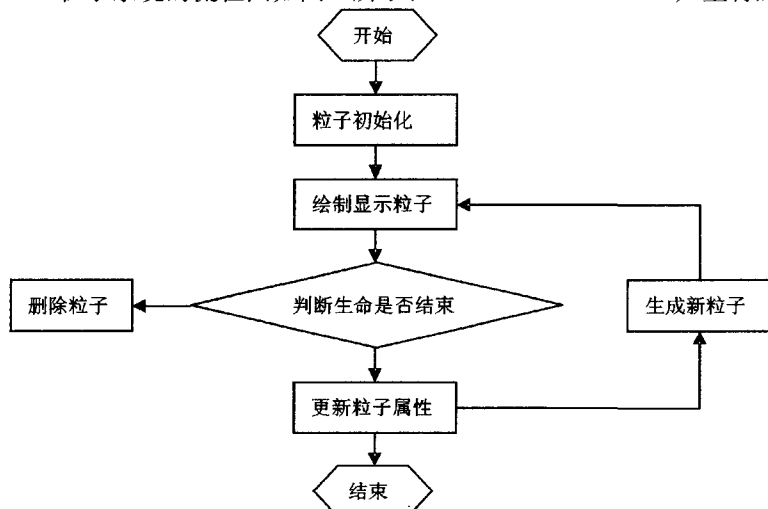 开始
粒子初始化
绘制显示粒子
删除粒子
判断生命是否结束
生成新粒子
更新粒子属性
结束